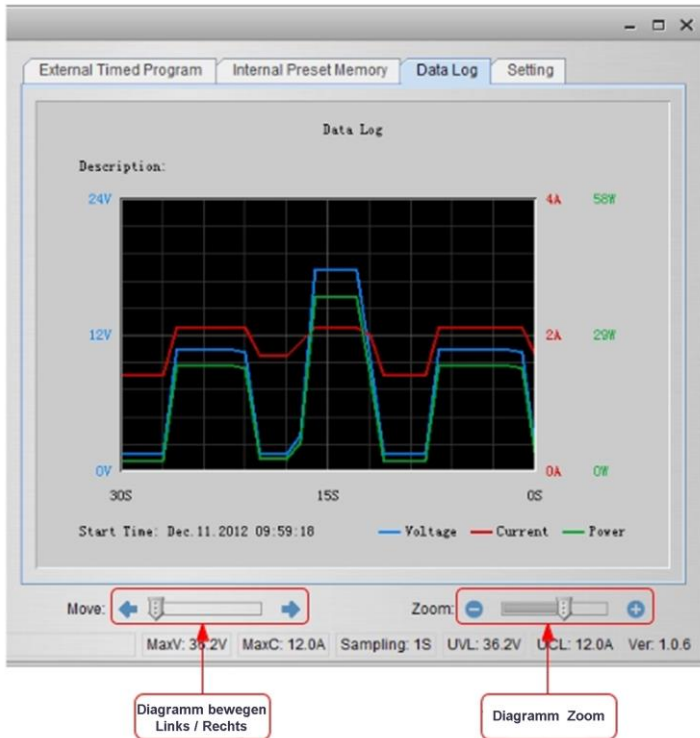 External Timed Program Internal Preset Memory Data Log Setting
Data Log
Description:
24V 4A 58W
12V 2A 29W
0V 0A 0W
30S 15S 0S
Start Time: Dec.11.2012 09:59:18 Voltage Current Power
Move: Zoom:
MaxV: 36.2V MaxC: 12.0A Sampling: 1S UVL: 36.2V UCL: 12.0A Ver: 1.0.6
Diagramm bewegen
Links / Rechts
Diagramm Zoom